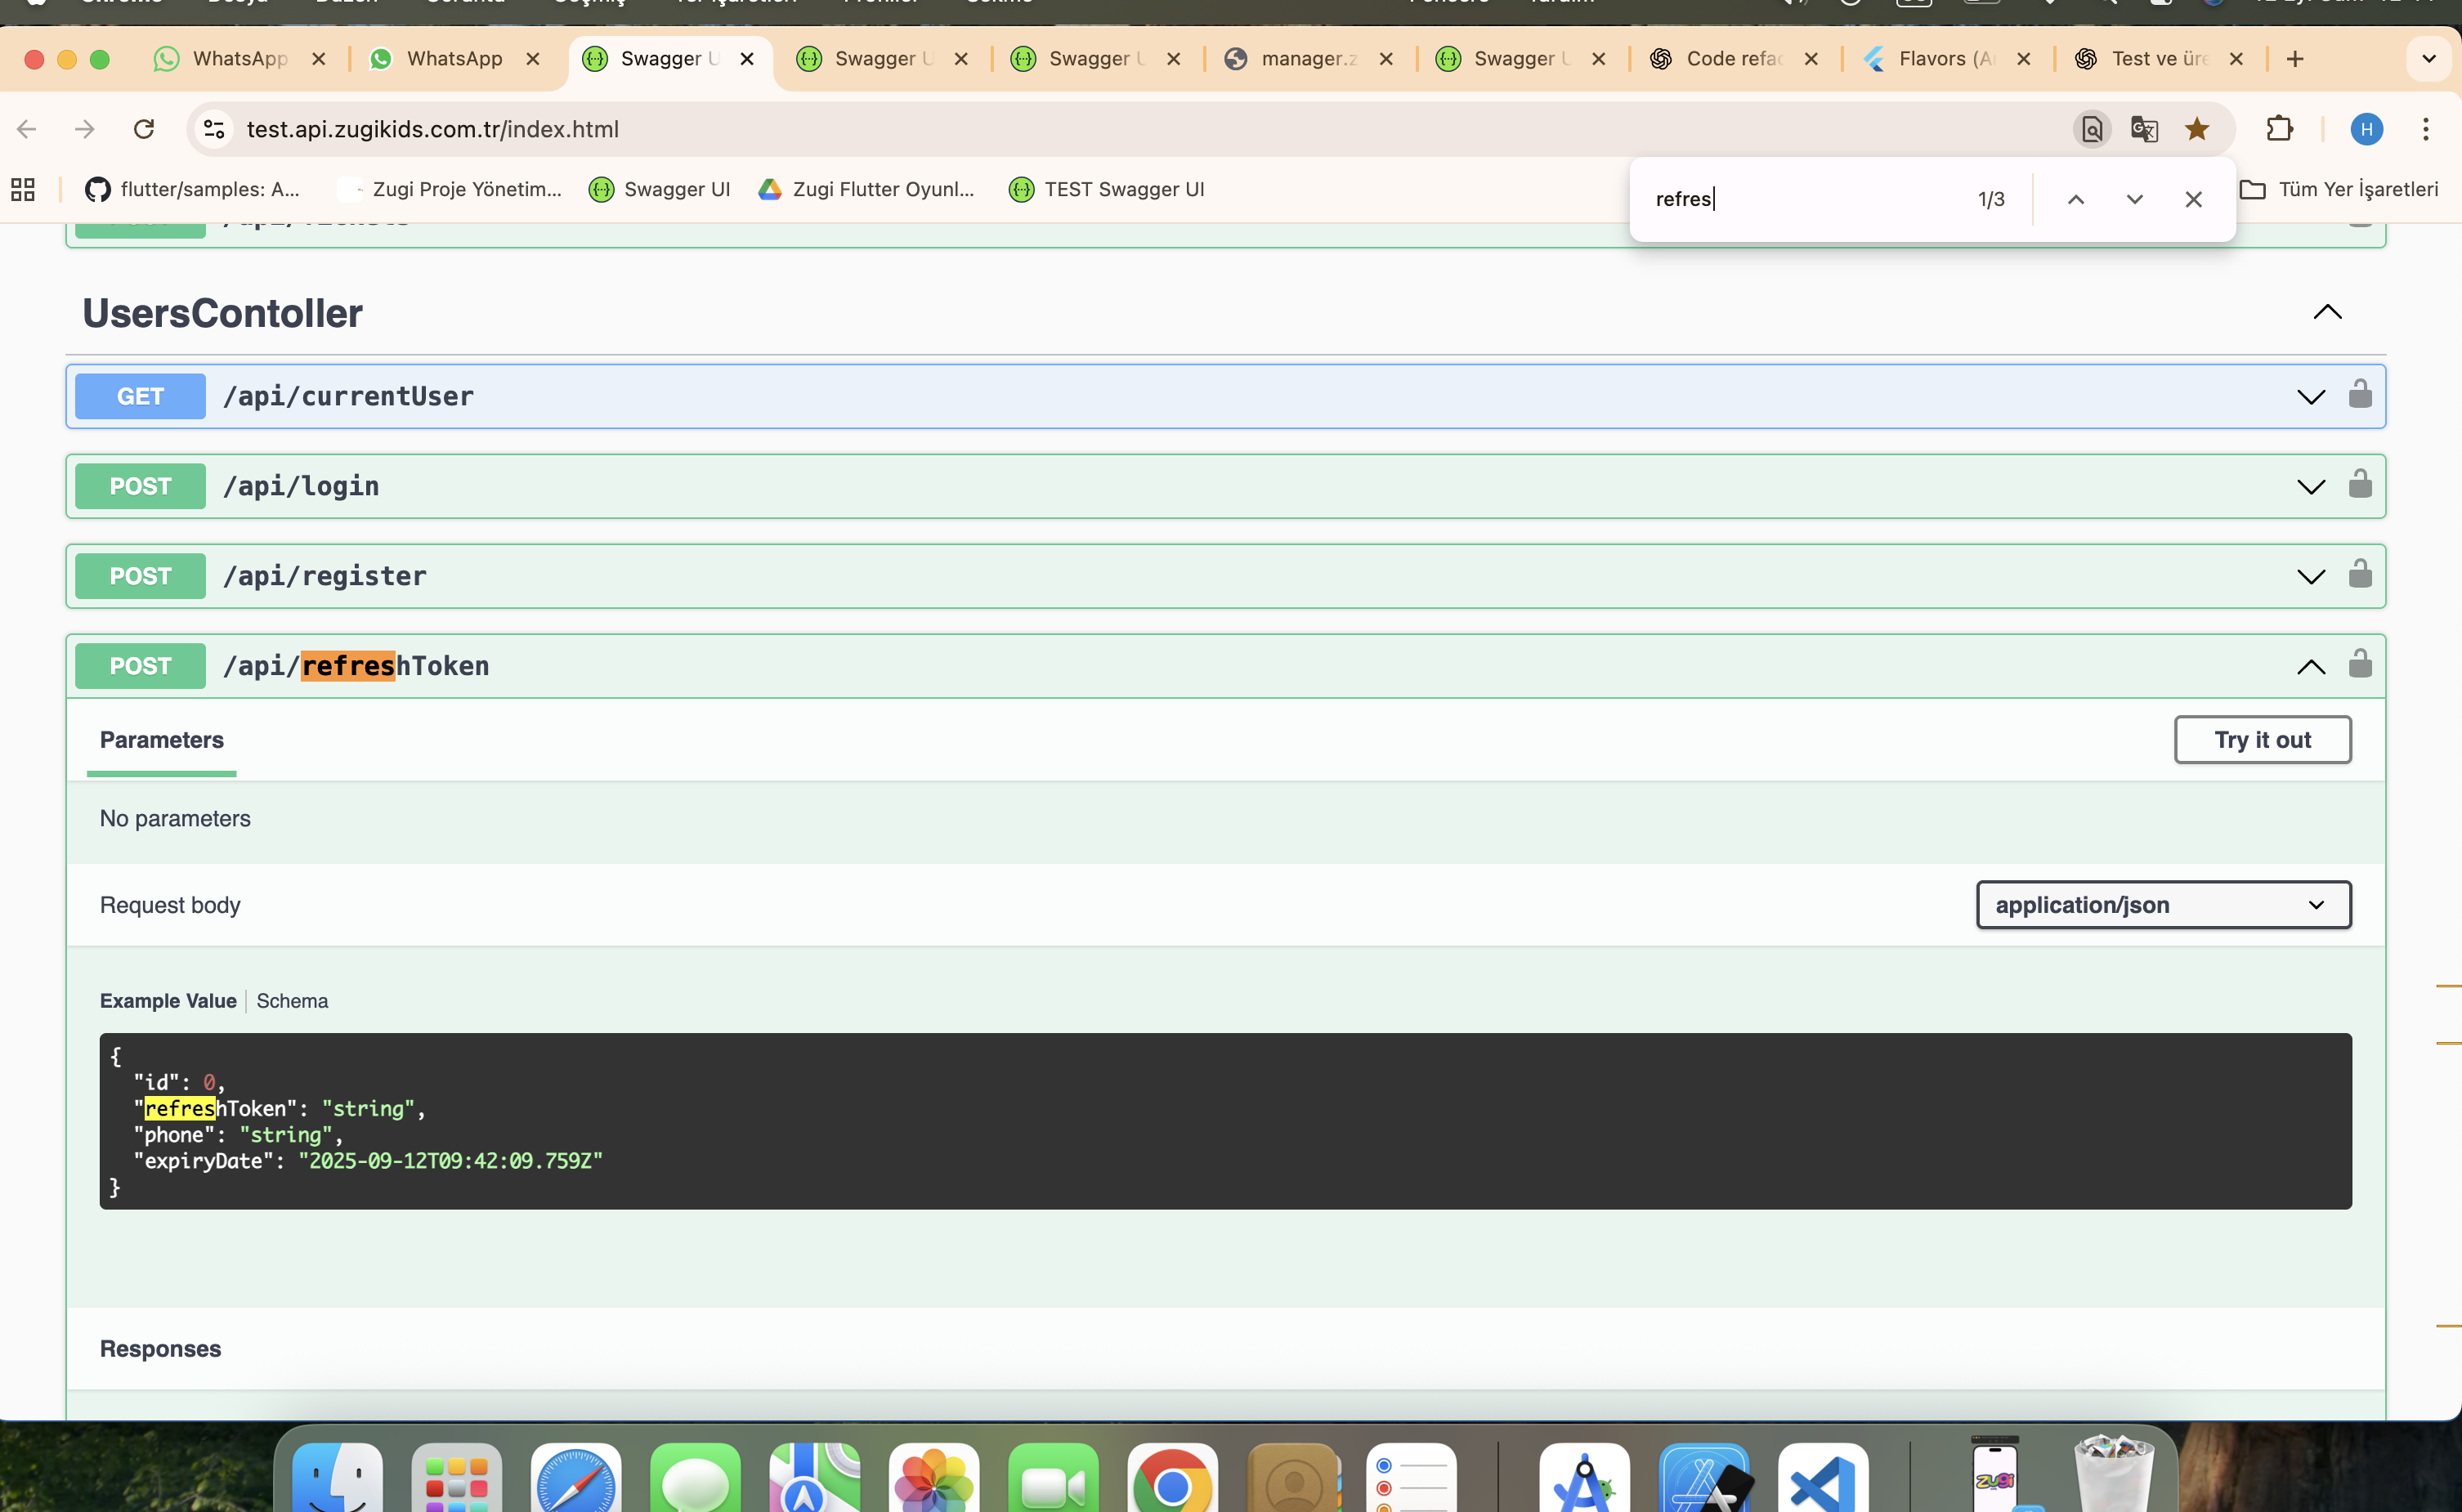 WhatsApp
WhatsApp
Swagger U
Swagger U
Swagger U
manager.z
Swagger U
Code refac
Flavors (A
Test ve üre
test.api.zugikids.com.tr/index.html
H
flutter/samples: A...
Zugi Proje Yönetim...
Swagger UI
Zugi Flutter Oyunl...
TEST Swagger UI
Tüm Yer İşaretleri
refres
1/3
UsersContoller
GET /api/currentUser
POST /api/login
POST /api/register
POST /api/refreshToken
Parameters
Try it out
No parameters
Request body
application/json
Example Value
Schema
{
"id": 0,
"refreshToken": "string",
"phone": "string",
"expiryDate": "2025-09-12T09:42:09.759Z"
}
Responses
Zugi